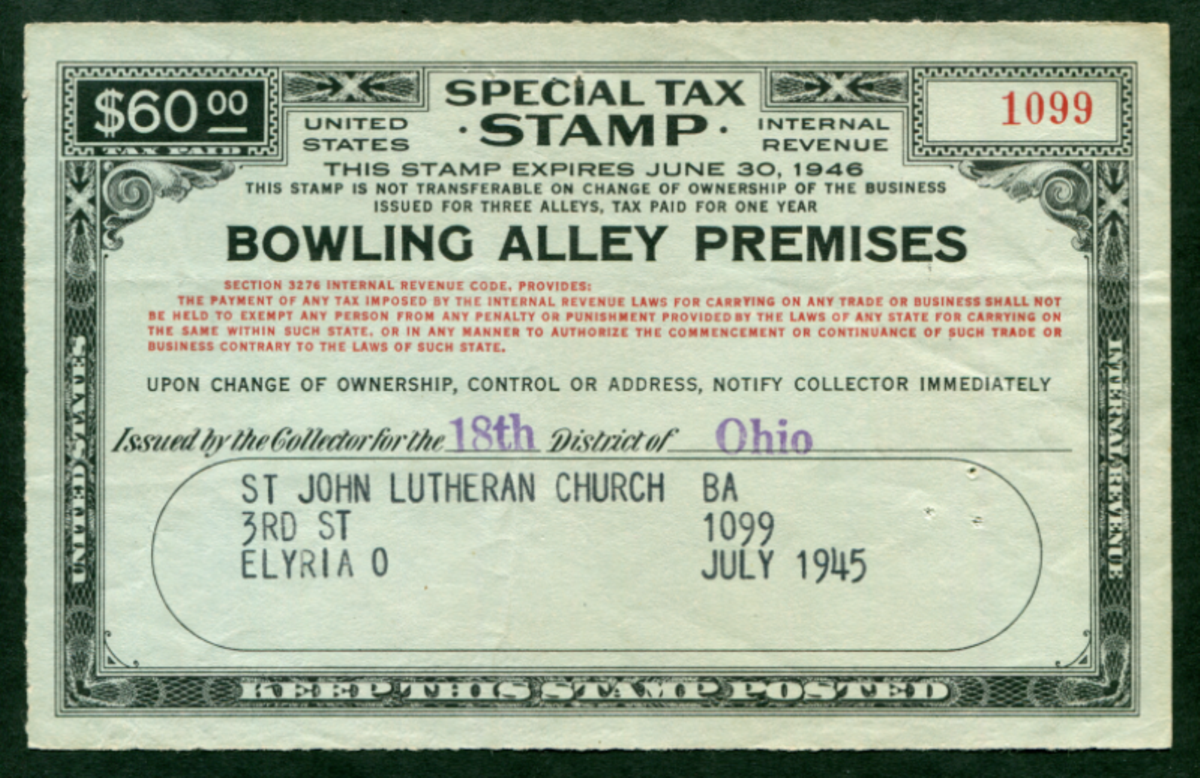 $60 00
TAX PAID
UNITED
STATES
SPECIAL TAX
· STAMP ·
INTERNAL
REVENUE
1099
THIS STAMP EXPIRES JUNE 30, 1946
THIS STAMP IS NOT TRANSFERABLE ON CHANGE OF OWNERSHIP OF THE BUSINESS
ISSUED FOR THREE ALLEYS, TAX PAID FOR ONE YEAR
BOWLING ALLEY PREMISES
SECTION 3276 INTERNAL REVENUE CODE, PROVIDES:
THE PAYMENT OF ANY TAX IMPOSED BY THE INTERNAL REVENUE LAWS FOR CARRYING ON ANY TRADE OR BUSINESS SHALL NOT
BE HELD TO EXEMPT ANY PERSON FROM ANY PENALTY OR PUNISHMENT PROVIDED BY THE LAWS OF ANY STATE FOR CARRYING ON
THE SAME WITHIN SUCH STATE, OR IN ANY MANNER TO AUTHORIZE THE COMMENCEMENT OR CONTINUANCE OF SUCH TRADE OR
BUSINESS CONTRARY TO THE LAWS OF SUCH STATE.
UPON CHANGE OF OWNERSHIP, CONTROL OR ADDRESS, NOTIFY COLLECTOR IMMEDIATELY
Issued by the Collector for the 18th District of Ohio
ST JOHN LUTHERAN CHURCH BA
3RD ST 1099
ELYRIA O JULY 1945
UNITED STATES
INTERNAL REVENUE
KEEP THIS STAMP POSTED